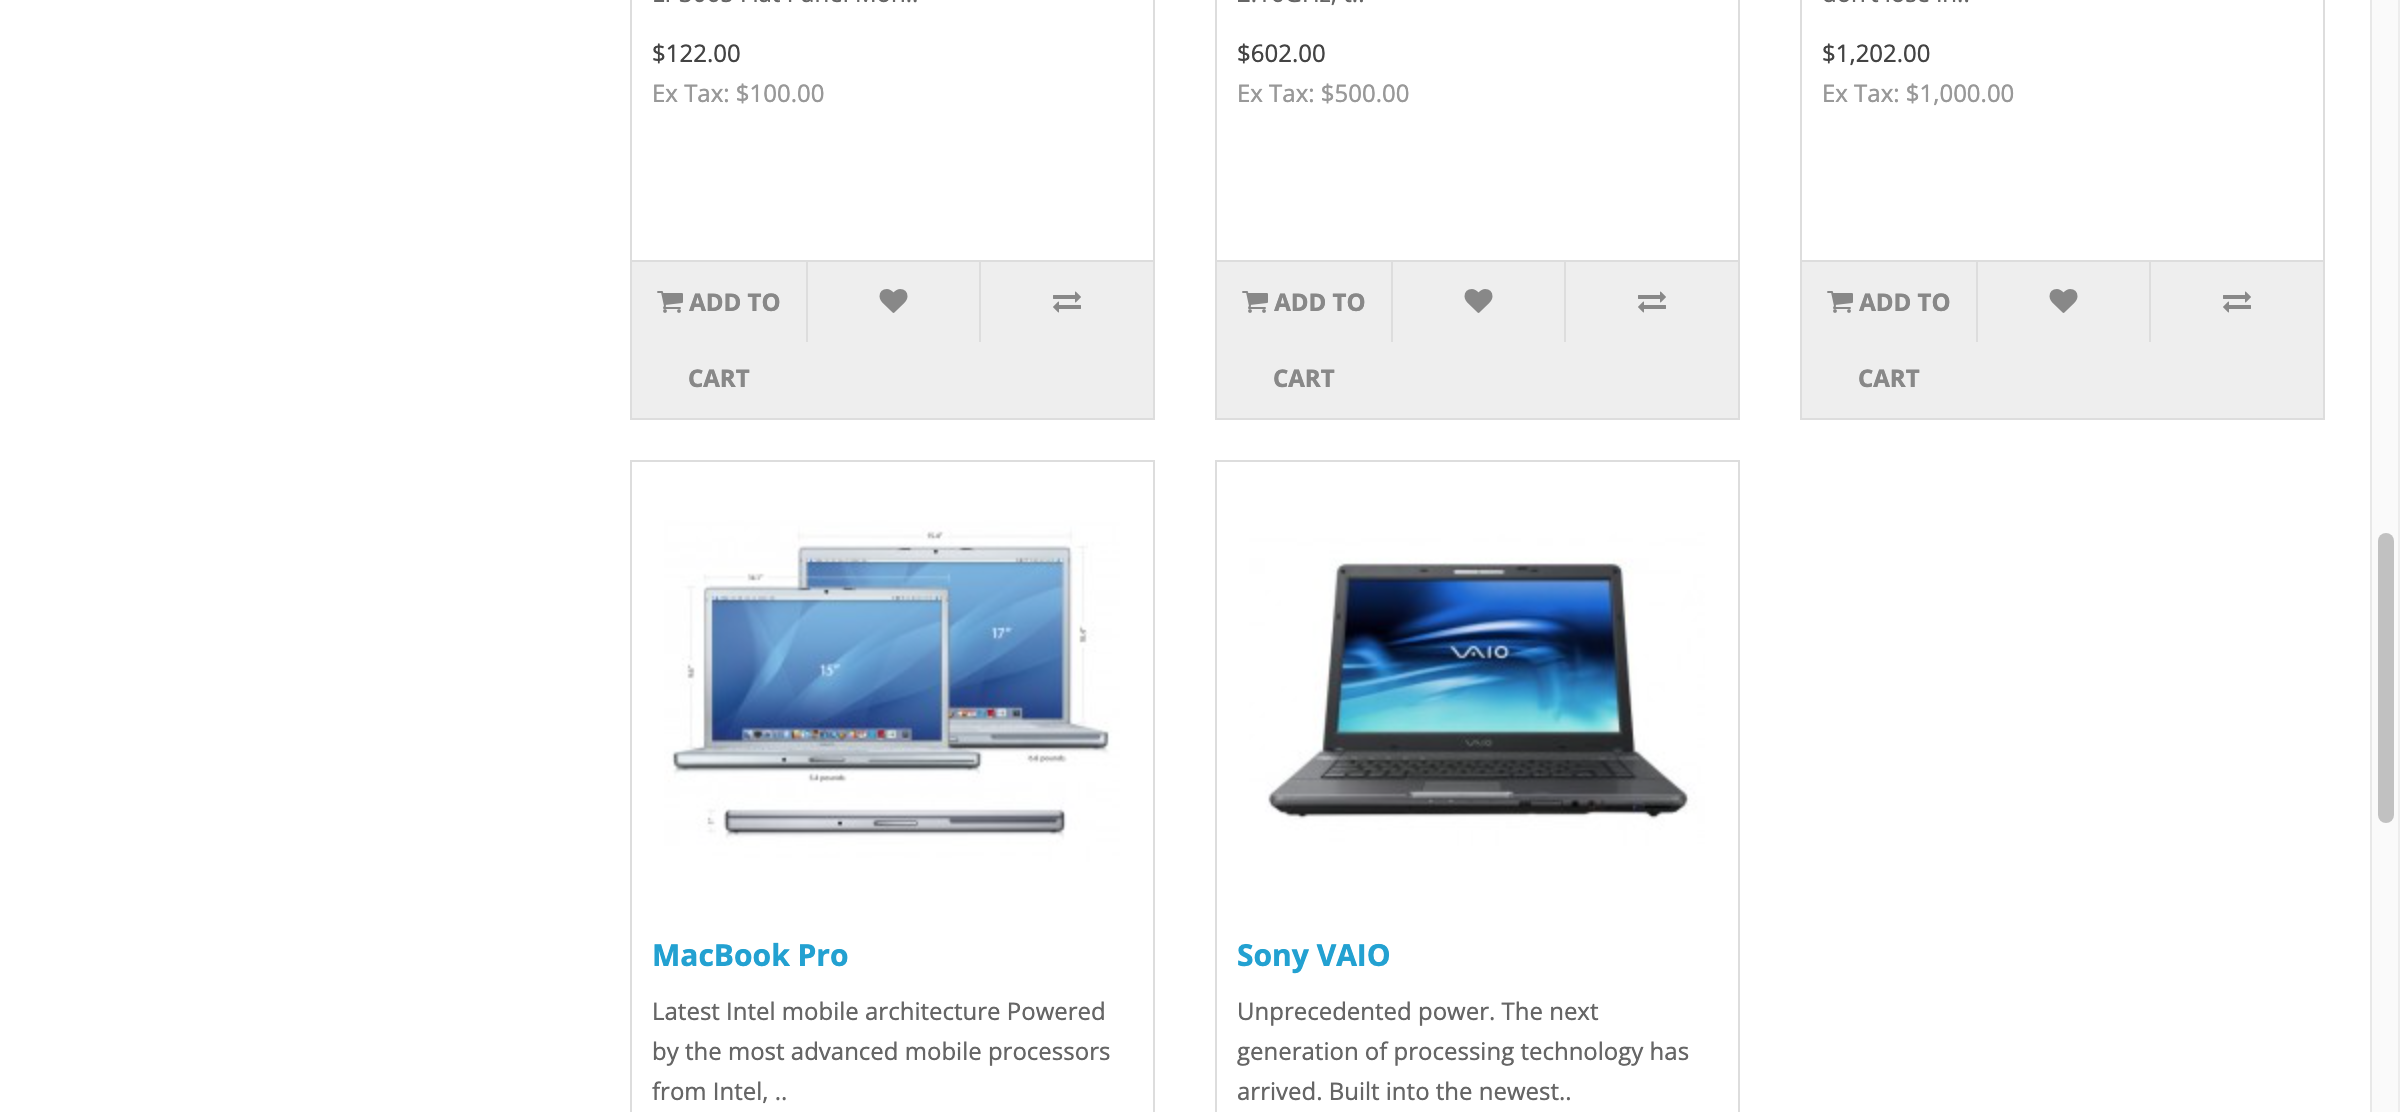 $122.00
Ex Tax: $100.00
ADD TO
CART
$602.00
Ex Tax: $500.00
ADD TO
CART
$1,202.00
Ex Tax: $1,000.00
ADD TO
CART
17"
15"
MacBook Pro
Latest Intel mobile architecture Powered
by the most advanced mobile processors
from Intel, ..
VAIO
Sony VAIO
Unprecedented power. The next
generation of processing technology has
arrived. Built into the newest..